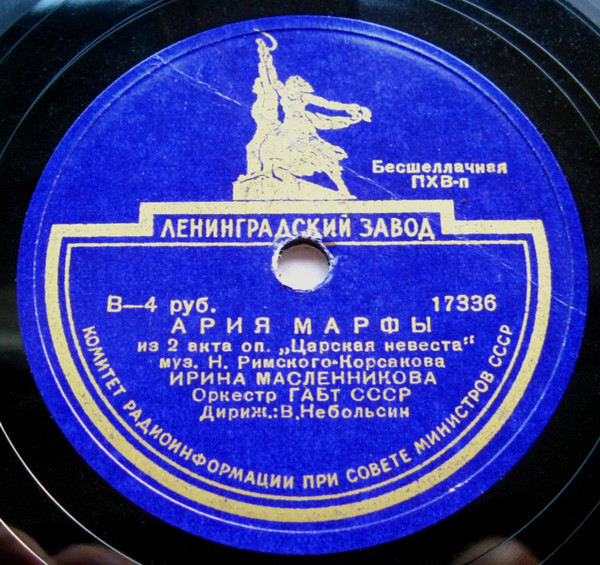 Бесшеллачная
ПХВ-п
ЛЕНИНГРАДСКИЙ ЗАВОД
В—4 руб.
17336
АРИЯ МАРФЫ
из 2 акта оп. „Царская невеста"
муз. Н. Римского-Корсакова
ИРИНА МАСЛЕННИКОВА
Оркестр ГАБТ СССР
Дириж.:В.Небольсин
КОМИТЕТ РАДИОИНФОРМАЦИИ ПРИ СОВЕТЕ МИНИСТРОВ СССР